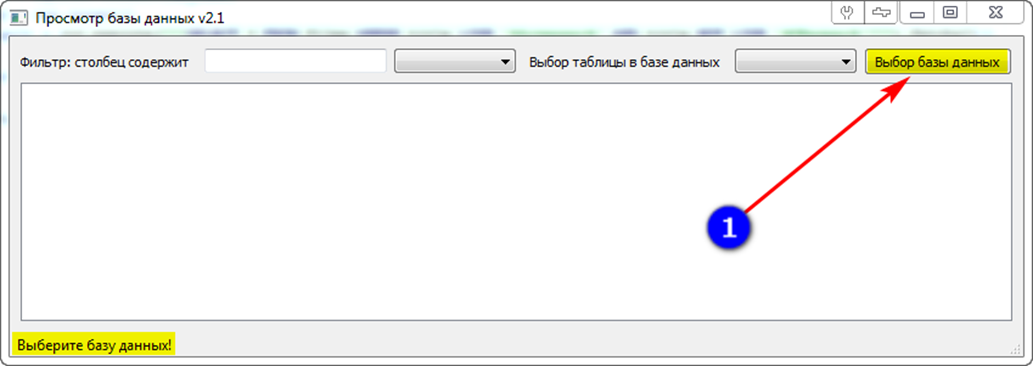 Просмотр базы данных v2.1
Фильтр: столбец содержит Выбор таблицы в базе данных Выбор базы данных
1
Выберите базу данных!